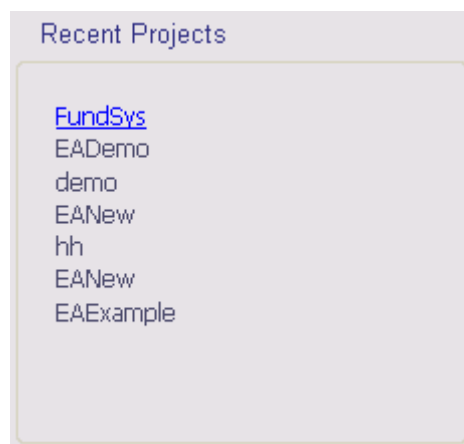 Recent Projects
FundSys
EADemo
demo
EANew
hh
EANew
EAExample